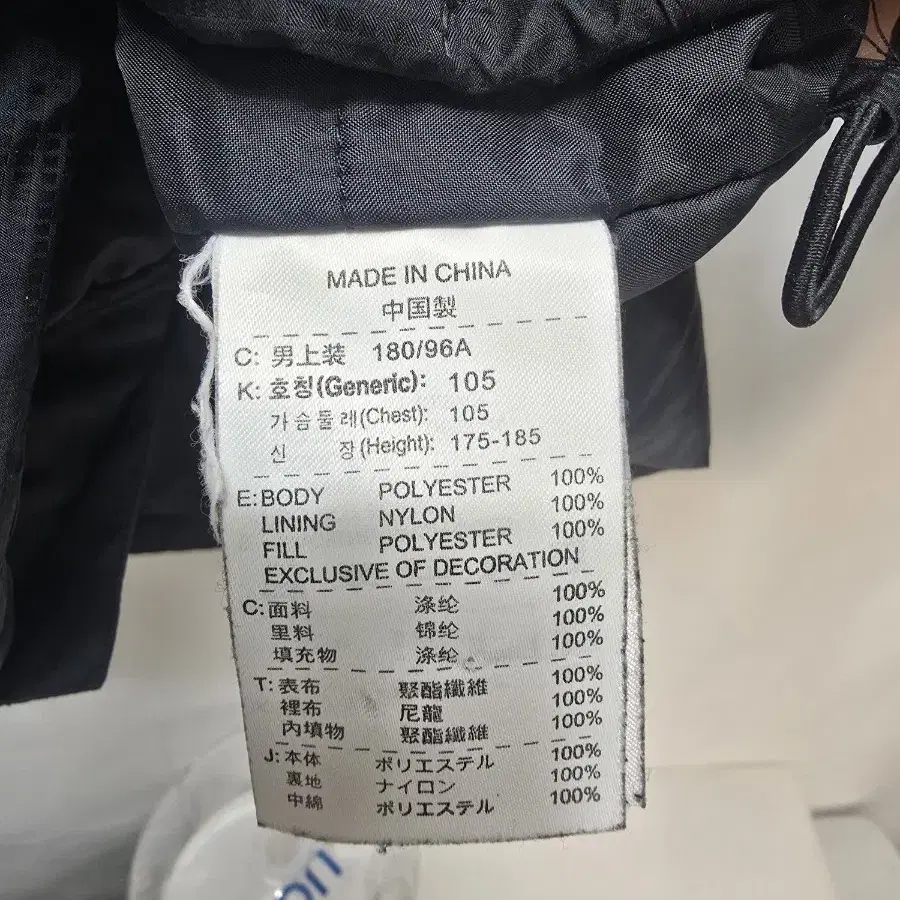 MADE IN CHINA
中国製
C: 男上装 180/96A
K: 호칭(Generic): 105
가슴둘레(Chest): 105
신 장(Height): 175-185
E: BODY POLYESTER 100%
LINING NYLON 100%
FILL POLYESTER 100%
EXCLUSIVE OF DECORATION
C: 面料 涤纶 100%
里料 锦纶 100%
填充物 涤纶 100%
T: 表布 聚酯纖維 100%
裡布 尼龍 100%
內填物 聚酯纖維 100%
J: 本体 ポリエステル 100%
裏地 ナイロン 100%
中綿 ポリエステル 100%